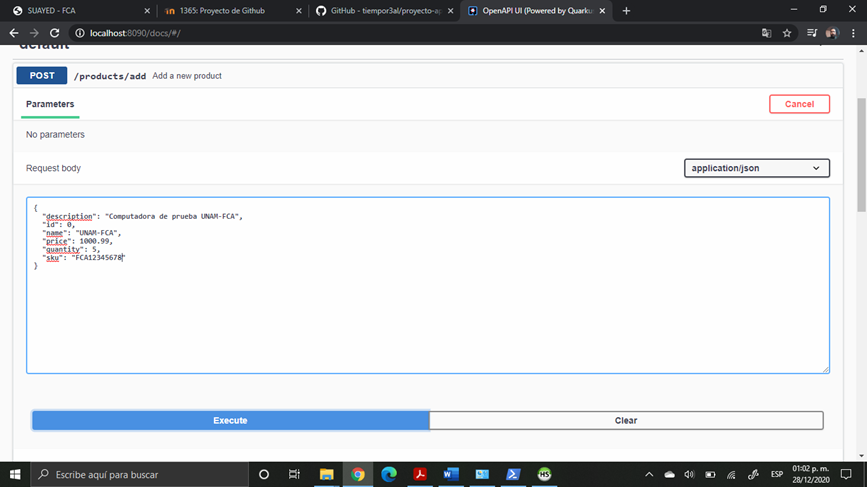 SUAYED - FCA
1365: Proyecto de Github
GitHub - tiempor3al/proyecto-ap
OpenAPI UI (Powered by Quarku
localhost:8090/docs/#/
default
POST /products/add Add a new product
Parameters
Cancel
No parameters
Request body
application/json
{
"description": "Computadora de prueba UNAM-FCA",
"id": 0,
"name": "UNAM-FCA",
"price": 1000.99,
"quantity": 5,
"sku": "FCA12345678"
}
Execute
Clear
Escribe aquí para buscar
ESP
01:02 p. m.
28/12/2020